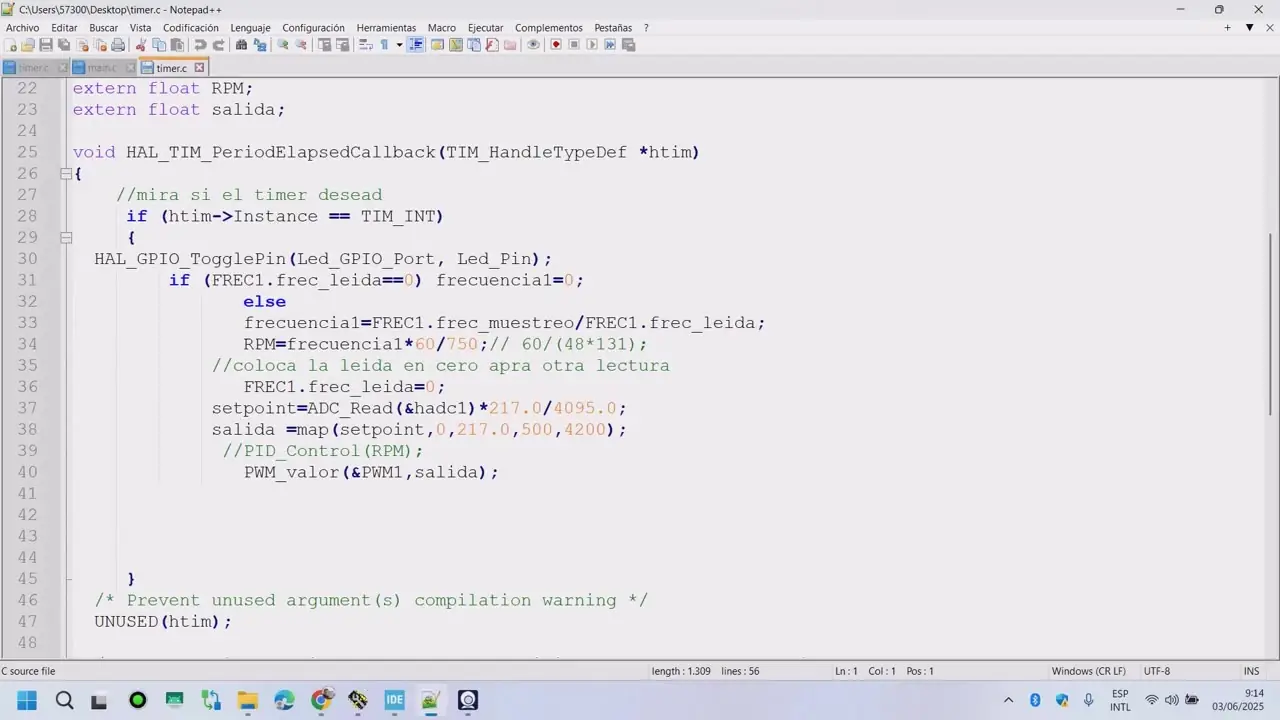 C:\Users\57300\Desktop\timer.c - Notepad++
Archivo Editar Buscar Vista Codificación Lenguaje Configuración Herramientas Macro Ejecutar Complementos Pestañas ?
timer.c main.c timer.c
22 extern float RPM;
23 extern float salida;
24
25 void HAL_TIM_PeriodElapsedCallback(TIM_HandleTypeDef *htim)
26 {
27 //mira si el timer desead
28 if (htim->Instance == TIM_INT)
29 {
30 HAL_GPIO_TogglePin(Led_GPIO_Port, Led_Pin);
31 if (FREC1.frec_leida==0) frecuencia1=0;
32 else
33 frecuencia1=FREC1.frec_muestreo/FREC1.frec_leida;
34 RPM=frecuencia1*60/750;// 60/(48*131);
35 //coloca la leida en cero apra otra lectura
36 FREC1.frec_leida=0;
37 setpoint=ADC_Read(&hadc1)*217.0/4095.0;
38 salida =map(setpoint,0,217.0,500,4200);
39 //PID_Control(RPM);
40 PWM_valor(&PWM1,salida);
41
42
43
44
45 }
46 /* Prevent unused argument(s) compilation warning */
47 UNUSED(htim);
48
C source file length : 1.309 lines : 56 Ln : 1 Col : 1 Pos : 1 Windows (CR LF) UTF-8 INS
IDE ESP 9:14
INTL 03/06/2025